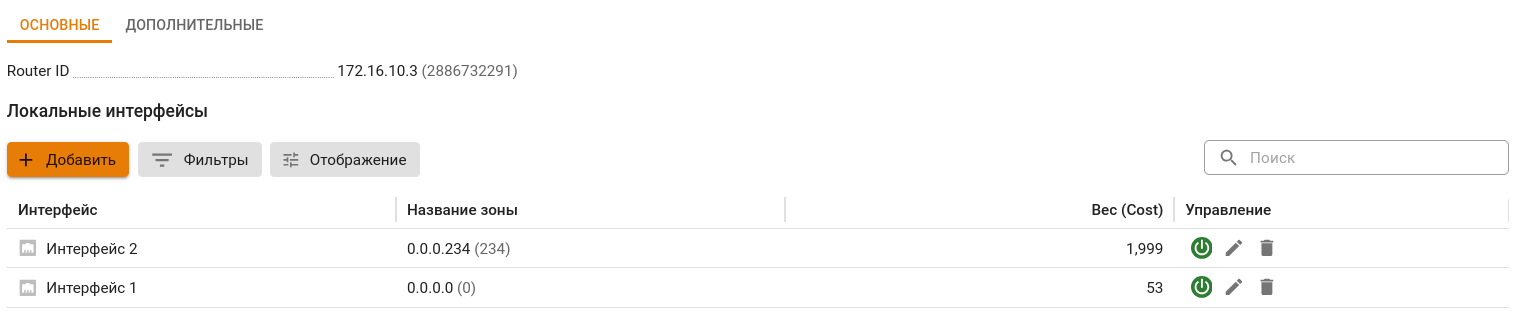 ОСНОВНЫЕ ДОПОЛНИТЕЛЬНЫЕ
Router ID 172.16.10.3 (2886732291)
Локальные интерфейсы
Добавить Фильтры Отображение Поиск
Интерфейс Название зоны Вес (Cost) Управление
Интерфейс 2 0.0.0.234 (234) 1,999
Интерфейс 1 0.0.0.0 (0) 53